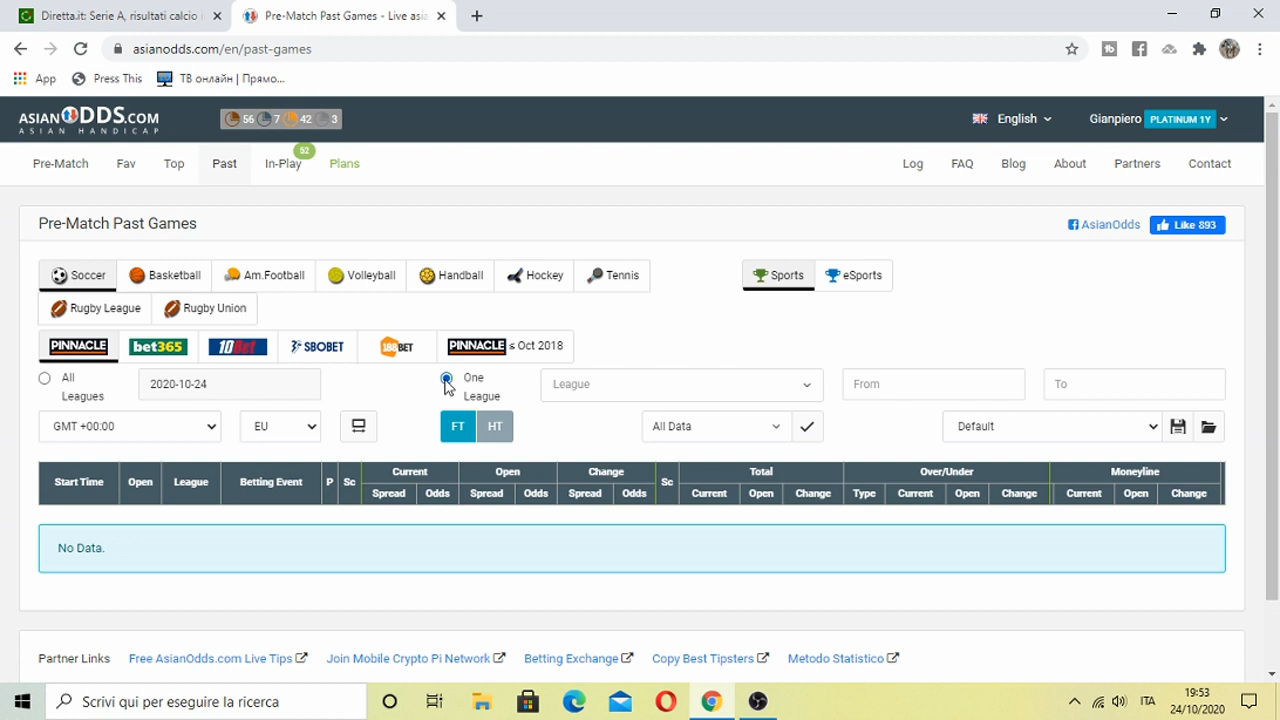 Diretta.it: Serie A, risultati calcio i
Pre-Match Past Games - Live asia
asianodds.com/en/past-games
App
Press This
ТВ онлайн | Прямо...
ASIANODDS.COM
ASIAN HANDICAP
56 7 42 3
English
Gianpiero PLATINUM 1Y
52
Pre-Match Fav Top Past In-Play Plans Log FAQ Blog About Partners Contact
Pre-Match Past Games
AsianOdds
Like 893
Soccer Basketball Am.Football Volleyball Handball Hockey Tennis Sports eSports
Rugby League Rugby Union
PINNACLE bet365 10Bet SBOBET 188BET PINNACLE ≤ Oct 2018
All Leagues
2020-10-24
One League
League
From
To
GMT +00:00 EU FT HT All Data Default
Start Time Open League Betting Event P Sc Current Open Change Sc Total Over/Under Moneyline
Spread Odds Spread Odds Spread Odds Current Open Change Type Current Open Change Current Open Change
No Data.
Partner Links Free AsianOdds.com Live Tips Join Mobile Crypto Pi Network Betting Exchange Copy Best Tipsters Metodo Statistico
Scrivi qui per eseguire la ricerca
ITA
19:53
24/10/2020